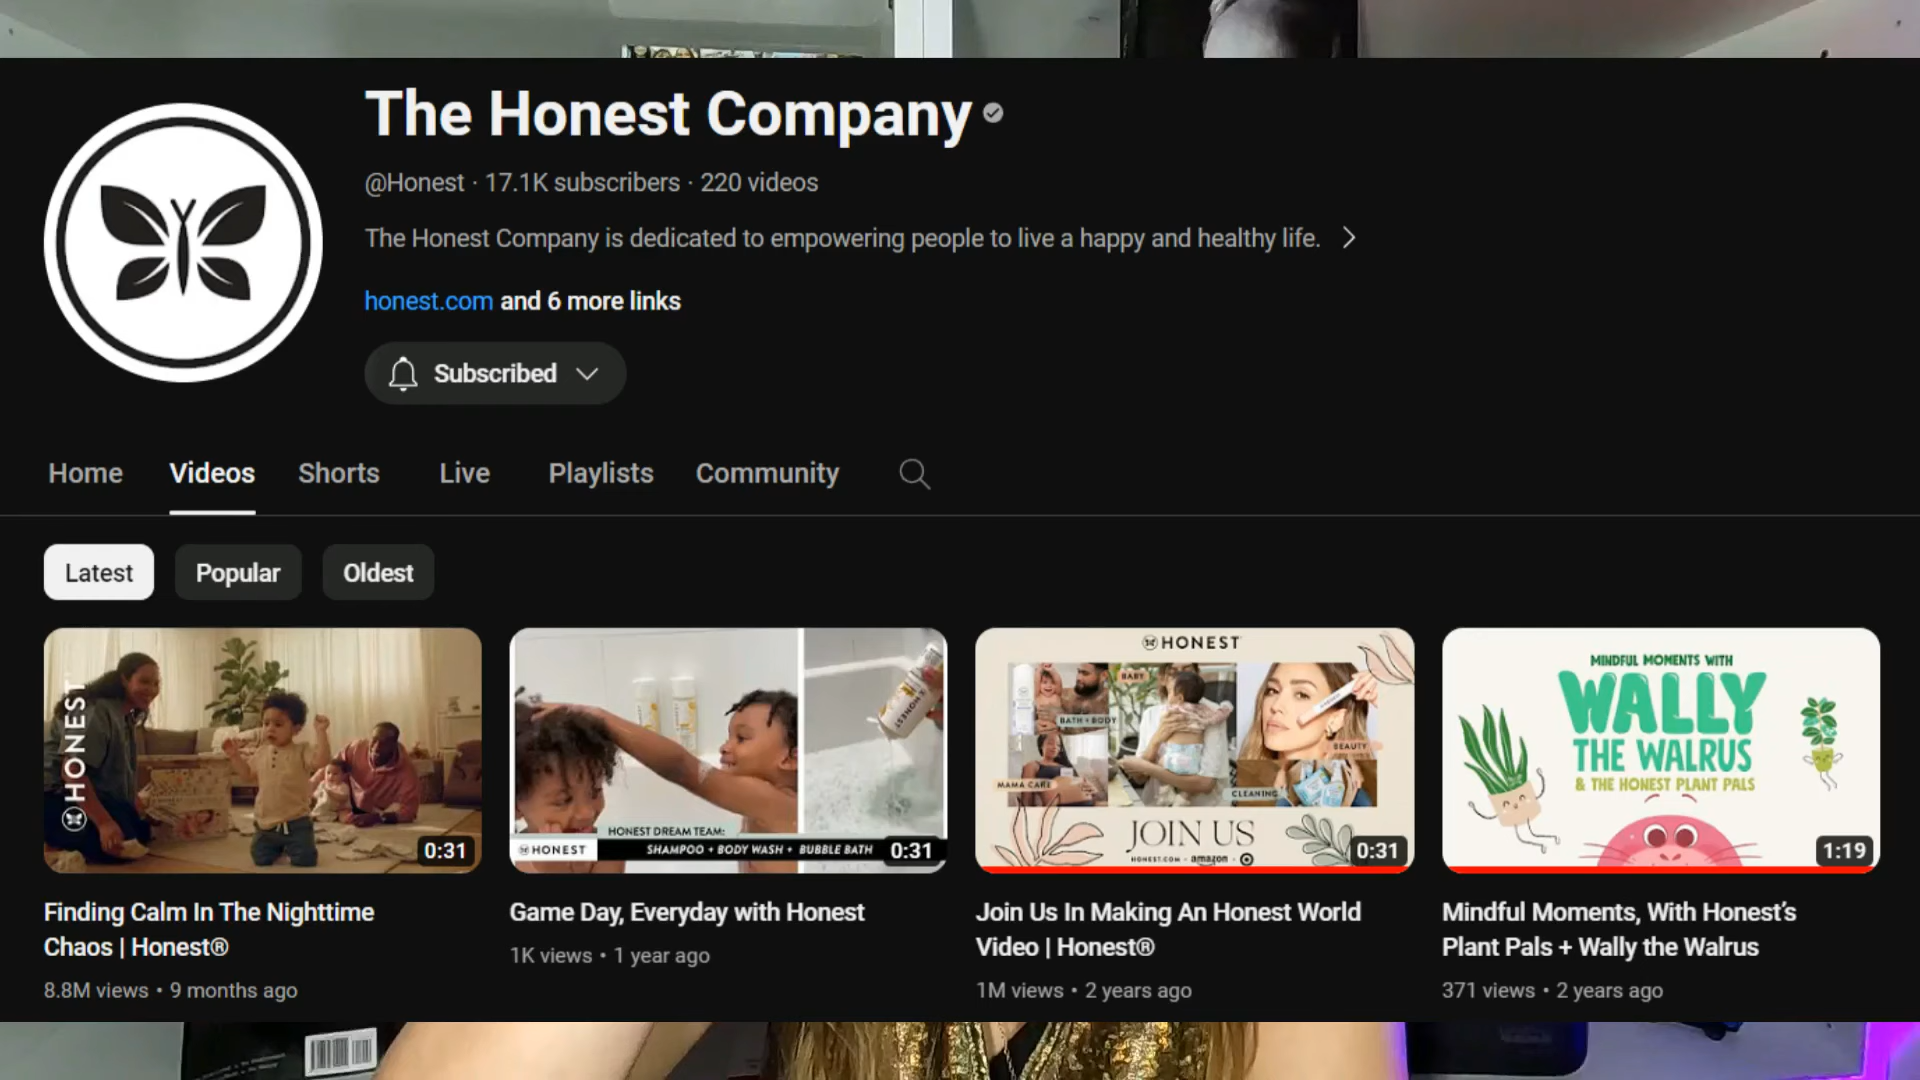 The Honest Company
@Honest · 17.1K subscribers · 220 videos
The Honest Company is dedicated to empowering people to live a happy and healthy life.
honest.com and 6 more links
Subscribed
Home Videos Shorts Live Playlists Community
Latest Popular Oldest
HONEST
0:31
HONEST
HONEST DREAM TEAM:
HONEST
SHAMPOO + BODY WASH + BUBBLE BATH
0:31
HONEST
BABY
BATH + BODY
BEAUTY
MAMA CARE
CLEANING
JOIN US
HONEST.COM - amazon -
0:31
MINDFUL MOMENTS WITH
WALLY
THE WALRUS
& THE HONEST PLANT PALS
1:19
Finding Calm In The Nighttime
Chaos | Honest®
8.8M views • 9 months ago
Game Day, Everyday with Honest
1K views • 1 year ago
Join Us In Making An Honest World
Video | Honest®
1M views • 2 years ago
Mindful Moments, With Honest’s
Plant Pals + Wally the Walrus
371 views • 2 years ago